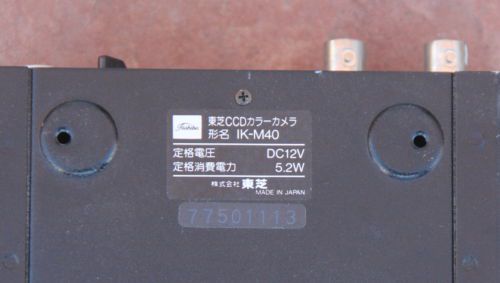 Toshiba
東芝CCDカラーカメラ
形名 IK-M40
定格電圧 DC12V
定格消費電力 5.2W
株式会社 東芝
MADE IN JAPAN
77501113